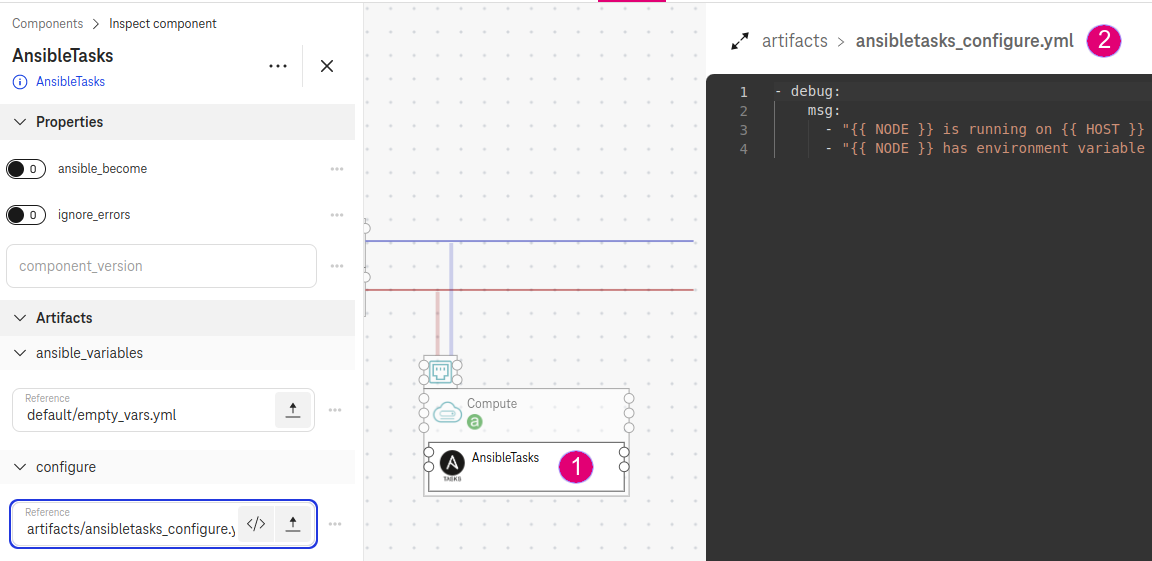 Components > Inspect component
AnsibleTasks
AnsibleTasks
Properties
0 ansible_become
0 ignore_errors
component_version
Artifacts
ansible_variables
Reference
default/empty_vars.yml
configure
Reference
artifacts/ansibletasks_configure.y
</>
Compute
a
A
TASKS
AnsibleTasks
1
artifacts > ansibletasks_configure.yml
2
1 - debug:
2 msg:
3 - "{{ NODE }} is running on {{ HOST }}
4 - "{{ NODE }} has environment variable